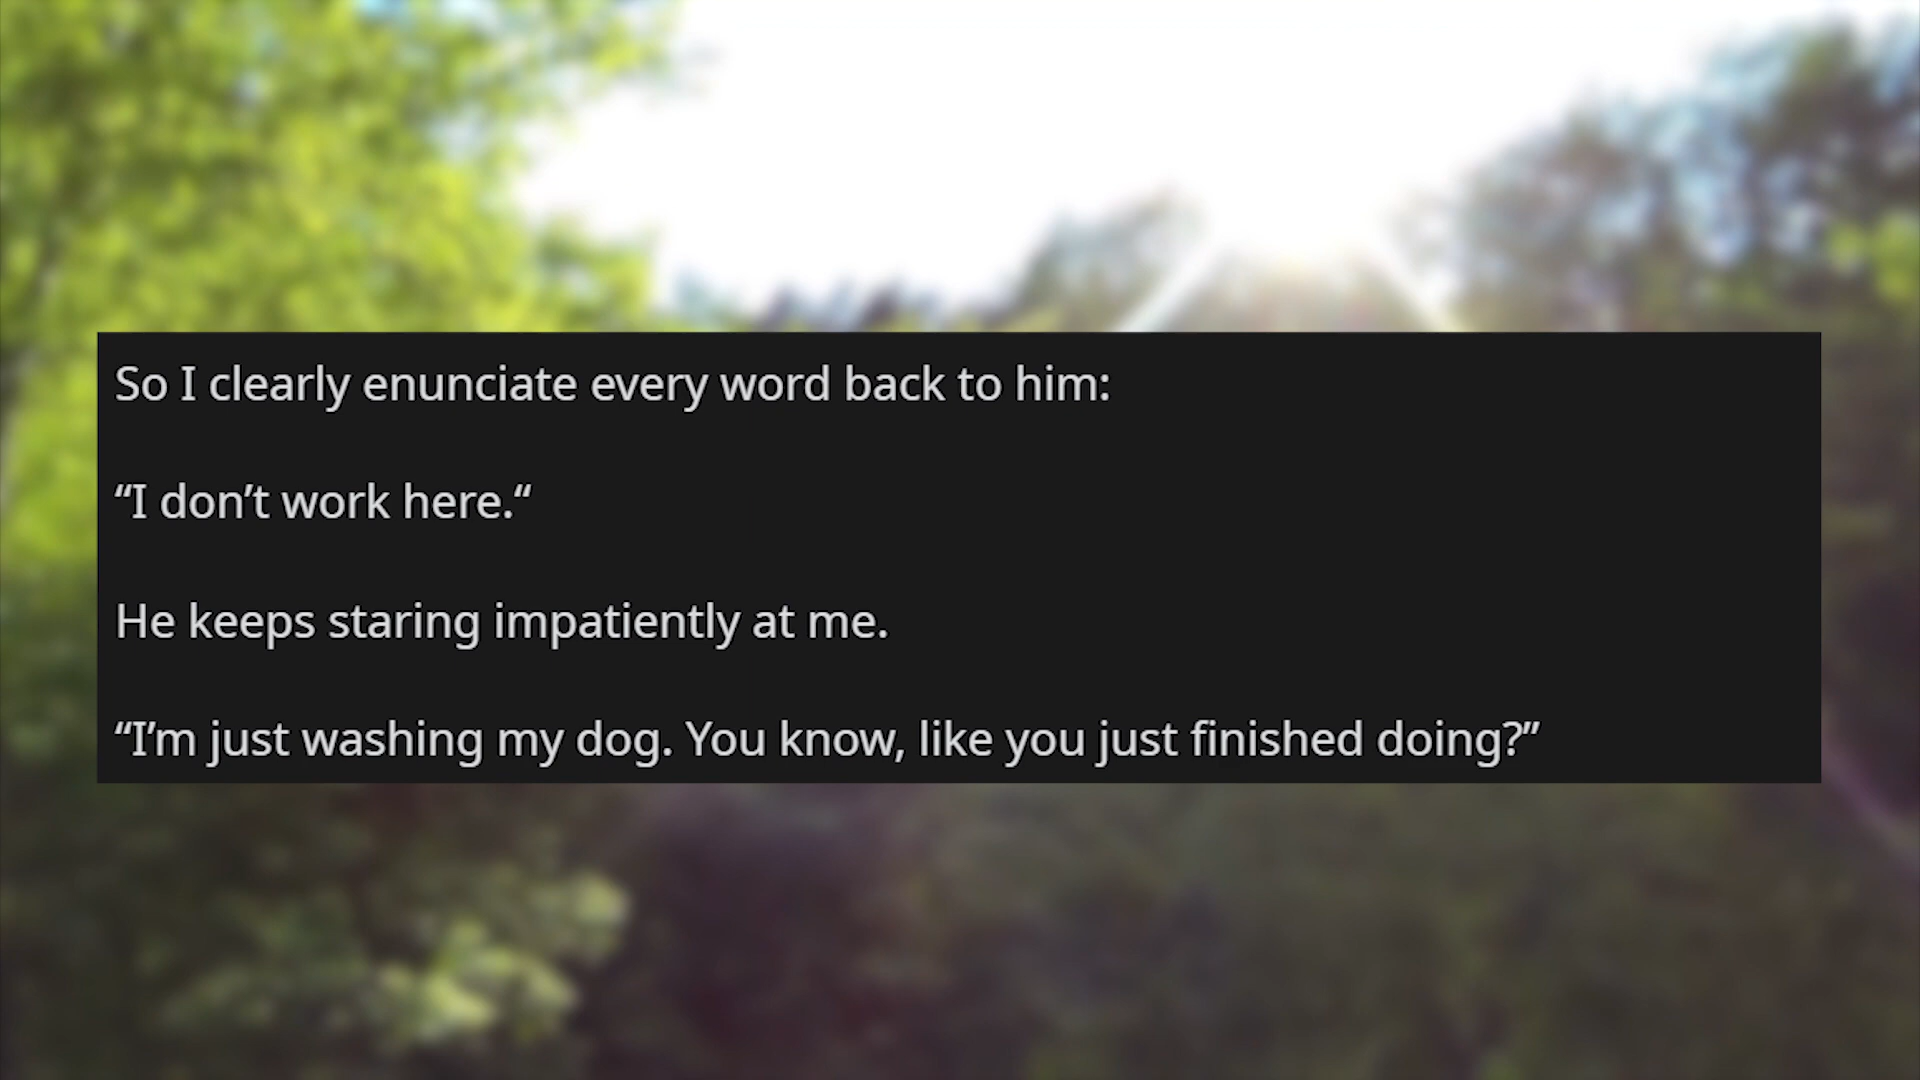 So I clearly enunciate every word back to him:
“I don’t work here.“
He keeps staring impatiently at me.
“I’m just washing my dog. You know, like you just finished doing?”